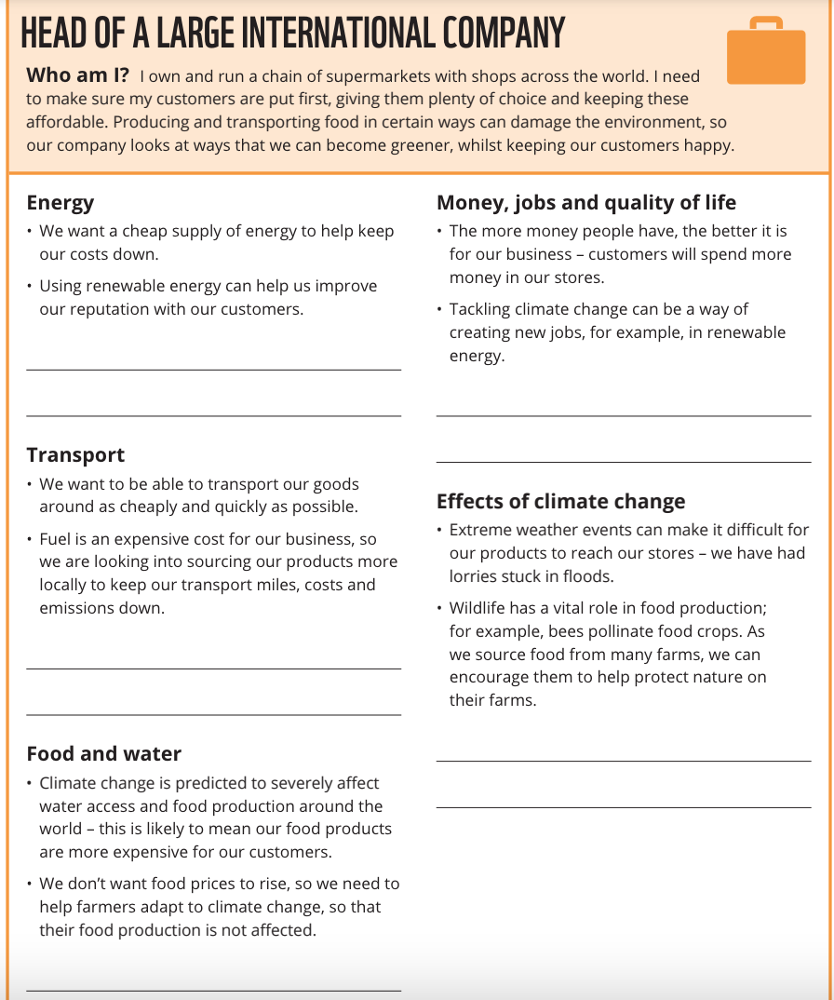 HEAD OF A LARGE INTERNATIONAL COMPANY
Who am I? I own and run a chain of supermarkets with shops across the world. I need
to make sure my customers are put first, giving them plenty of choice and keeping these
affordable. Producing and transporting food in certain ways can damage the environment, so
our company looks at ways that we can become greener, whilst keeping our customers happy.
Energy
• We want a cheap supply of energy to help keep
our costs down.
• Using renewable energy can help us improve
our reputation with our customers.
Transport
• We want to be able to transport our goods
around as cheaply and quickly as possible.
• Fuel is an expensive cost for our business, so
we are looking into sourcing our products more
locally to keep our transport miles, costs and
emissions down.
Food and water
• Climate change is predicted to severely affect
water access and food production around the
world – this is likely to mean our food products
are more expensive for our customers.
• We don’t want food prices to rise, so we need to
help farmers adapt to climate change, so that
their food production is not affected.
Money, jobs and quality of life
• The more money people have, the better it is
for our business – customers will spend more
money in our stores.
• Tackling climate change can be a way of
creating new jobs, for example, in renewable
energy.
Effects of climate change
• Extreme weather events can make it difficult for
our products to reach our stores – we have had
lorries stuck in floods.
• Wildlife has a vital role in food production;
for example, bees pollinate food crops. As
we source food from many farms, we can
encourage them to help protect nature on
their farms.